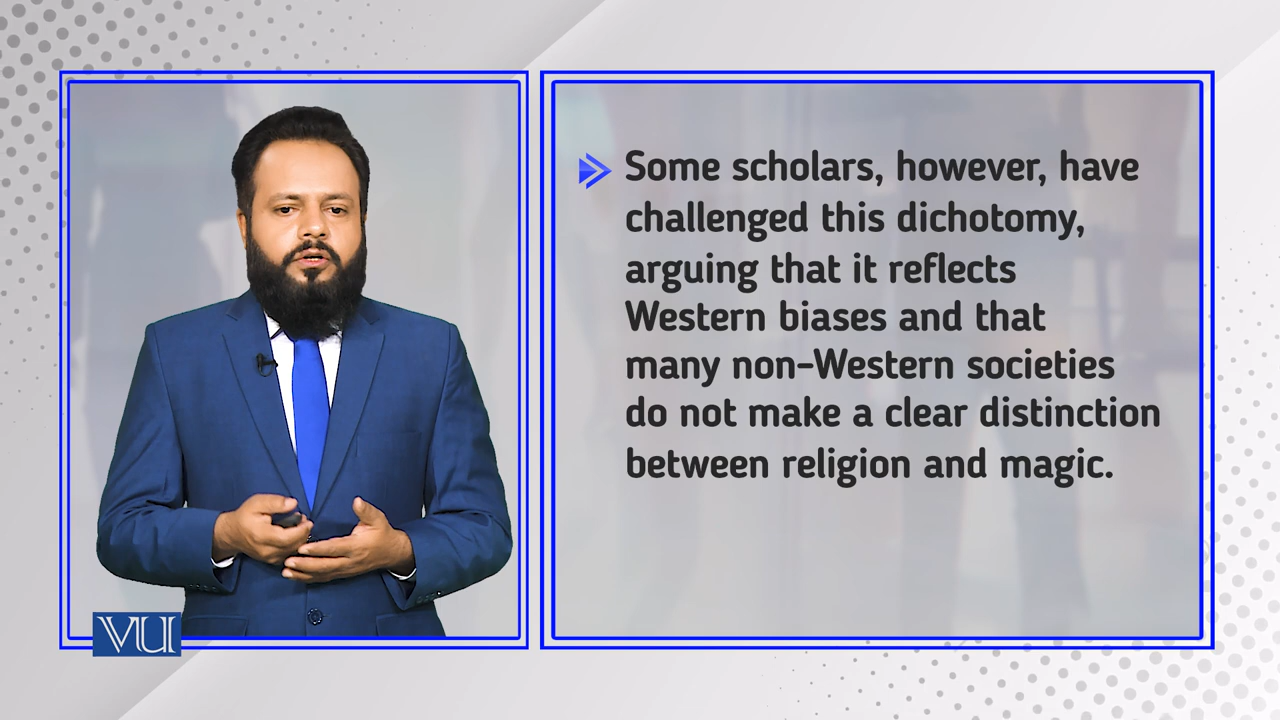 Some scholars, however, have
challenged this dichotomy,
arguing that it reflects
Western biases and that
many non-Western societies
do not make a clear distinction
between religion and magic.
VU